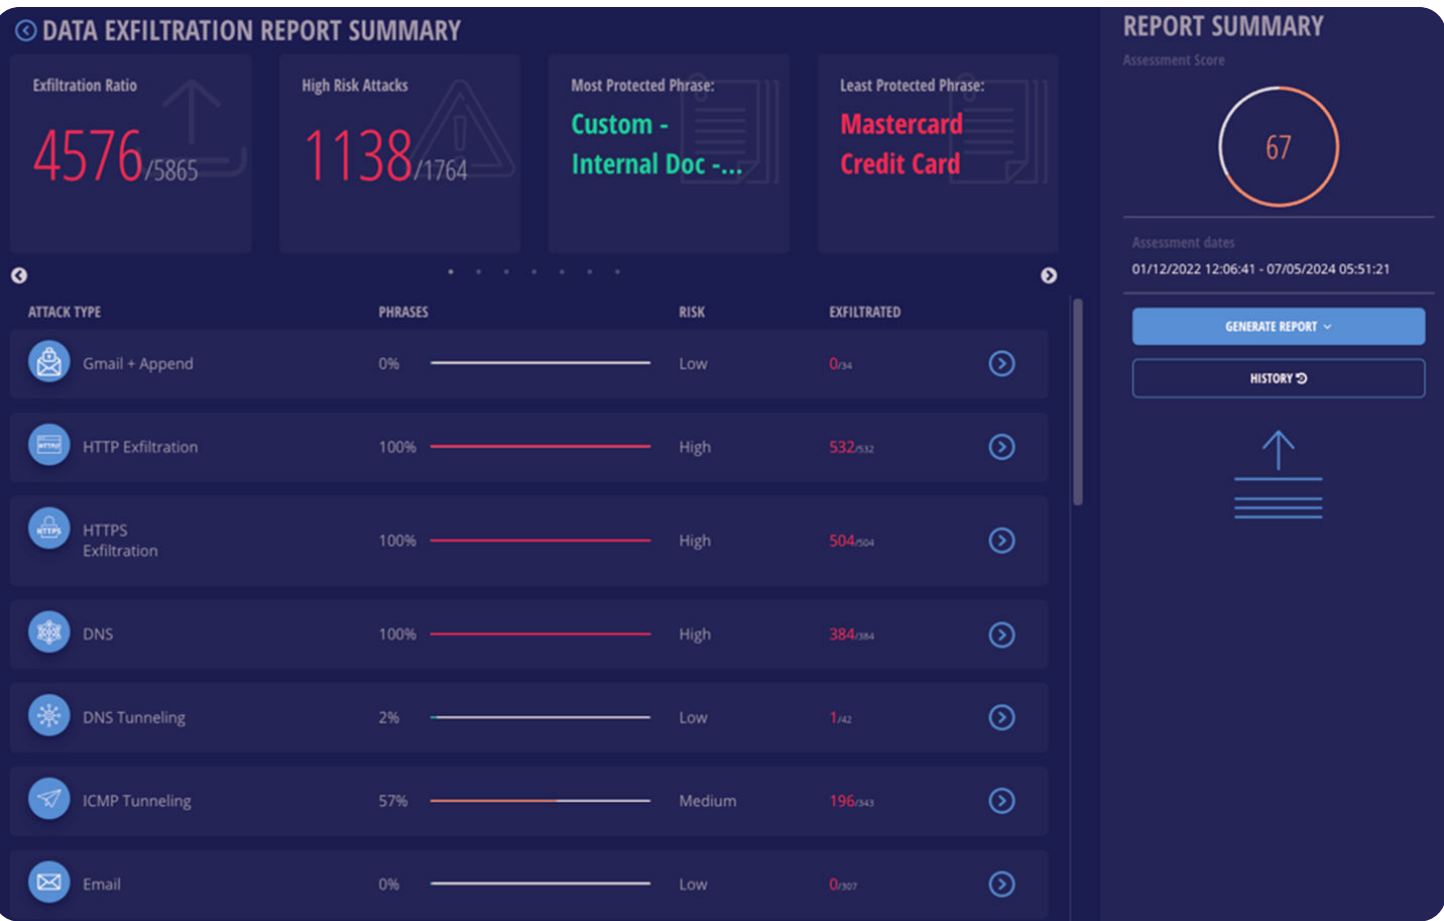 DATA EXFILTRATION REPORT SUMMARY
Exfiltration Ratio
4576/5865
High Risk Attacks
1138/1764
Most Protected Phrase:
Custom -
Internal Doc -...
Least Protected Phrase:
Mastercard
Credit Card
ATTACK TYPE PHRASES RISK EXFILTRATED
Gmail + Append 0% Low 0/34
HTTP Exfiltration 100% High 532/532
HTTPS
Exfiltration
100% High 504/504
DNS 100% High 384/384
DNS Tunneling 2% Low 1/42
ICMP Tunneling 57% Medium 196/343
Email 0% Low 0/307
REPORT SUMMARY
Assessment Score
67
Assessment dates
01/12/2022 12:06:41 - 07/05/2024 05:51:21
GENERATE REPORT
HISTORY